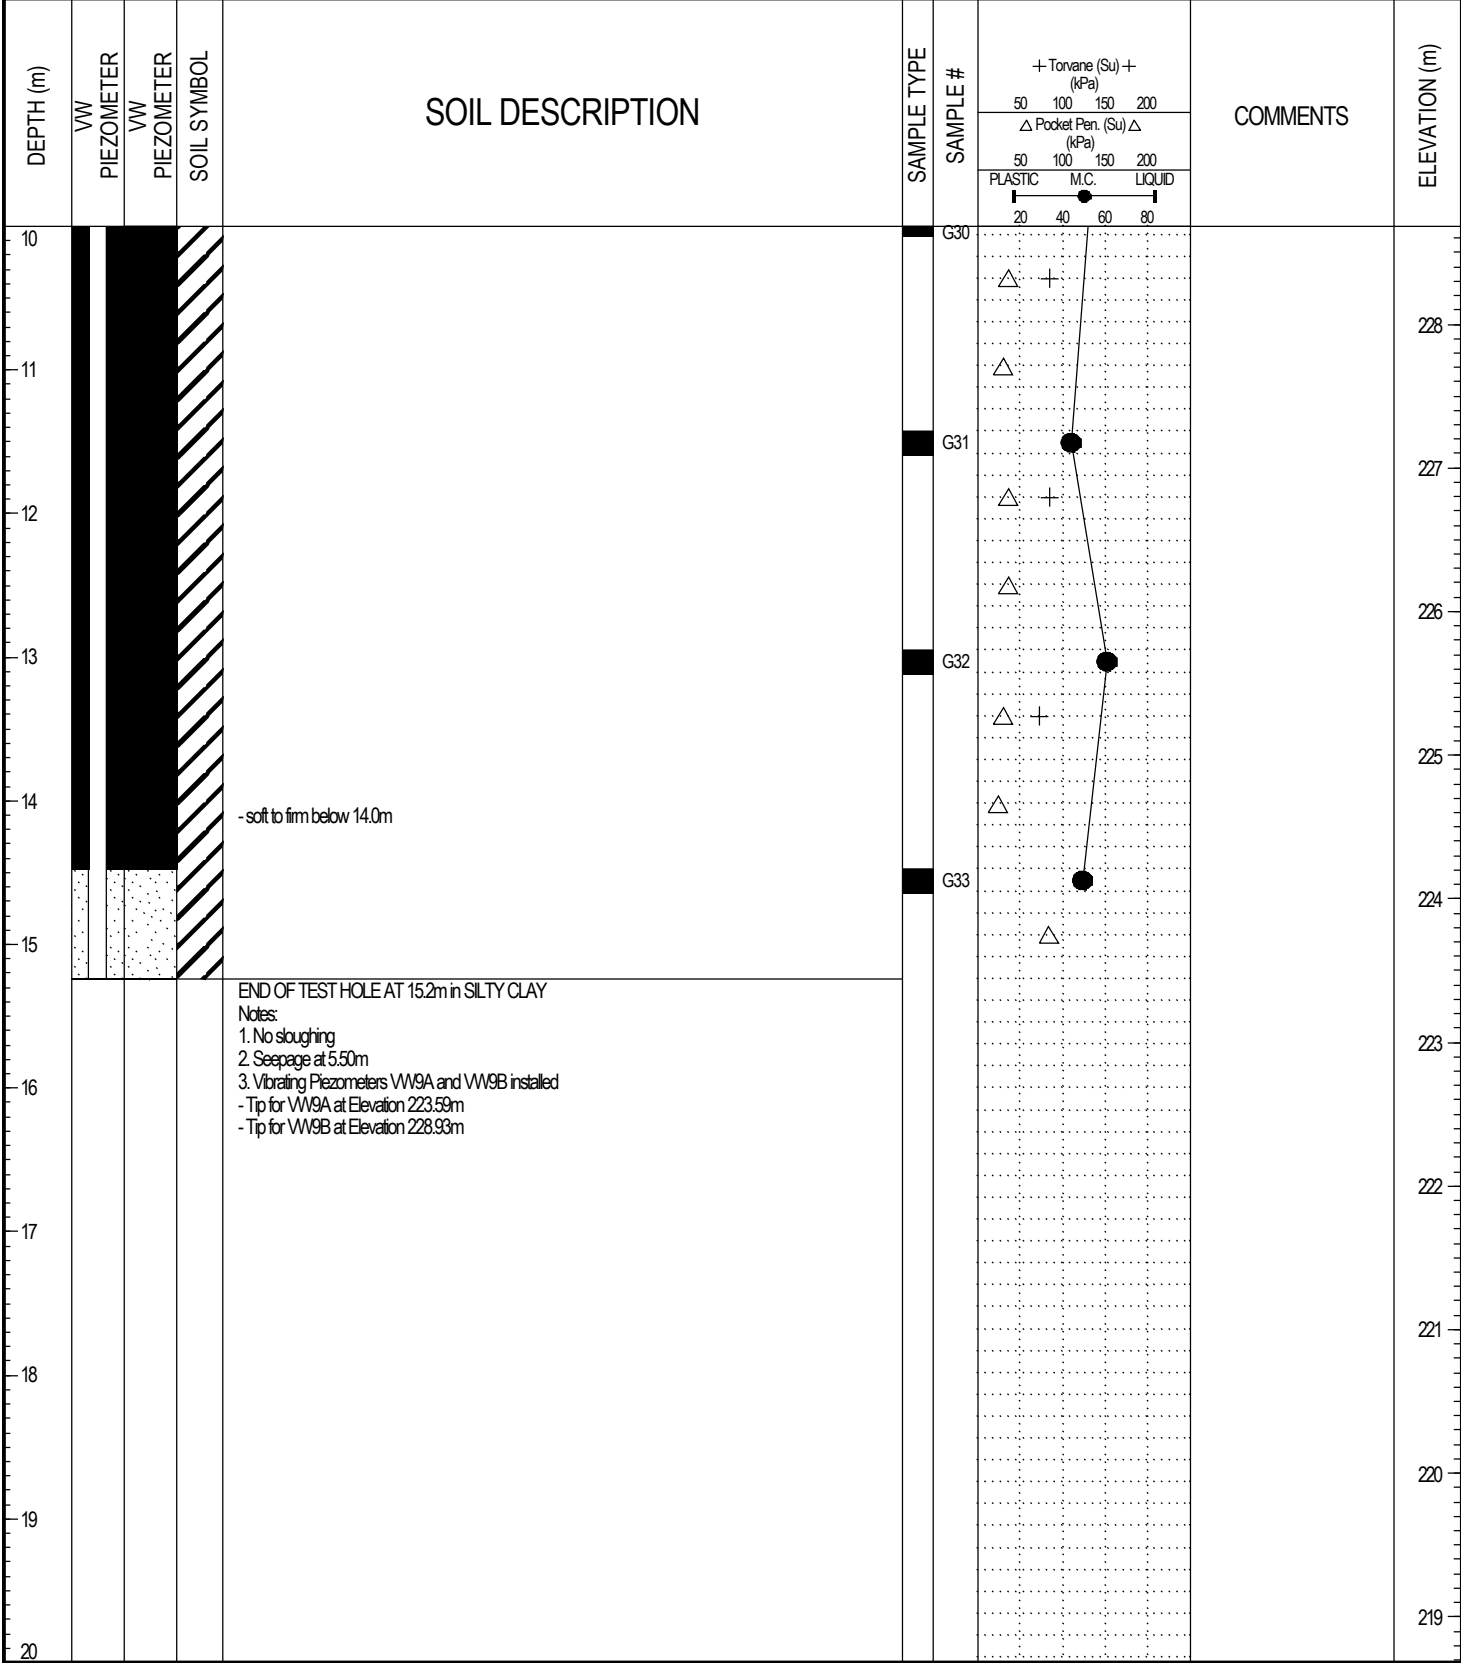 DEPTH (m)
VW
PIEZOMETER
VW
PIEZOMETER
SOIL SYMBOL
SOIL DESCRIPTION
SAMPLE TYPE
SAMPLE #
+ Torvane (Su) +
(kPa)
50 100 150 200
△ Pocket Pen. (Su) △
(kPa)
50 100 150 200
PLASTIC M.C. LIQUID
20 40 60 80
COMMENTS
ELEVATION (m)
10
G30
228
11
G31
227
12
226
13
G32
225
14
- soft to firm below 14.0m
G33
224
15
END OF TEST HOLE AT 15.2m in SILTY CLAY
Notes:
1. No sloughing
2. Seepage at 5.50m
3. Vibrating Piezometers VW9A and VW9B installed
- Tip for VW9A at Elevation 223.59m
- Tip for VW9B at Elevation 228.93m
223
16
222
17
221
18
220
19
219
20